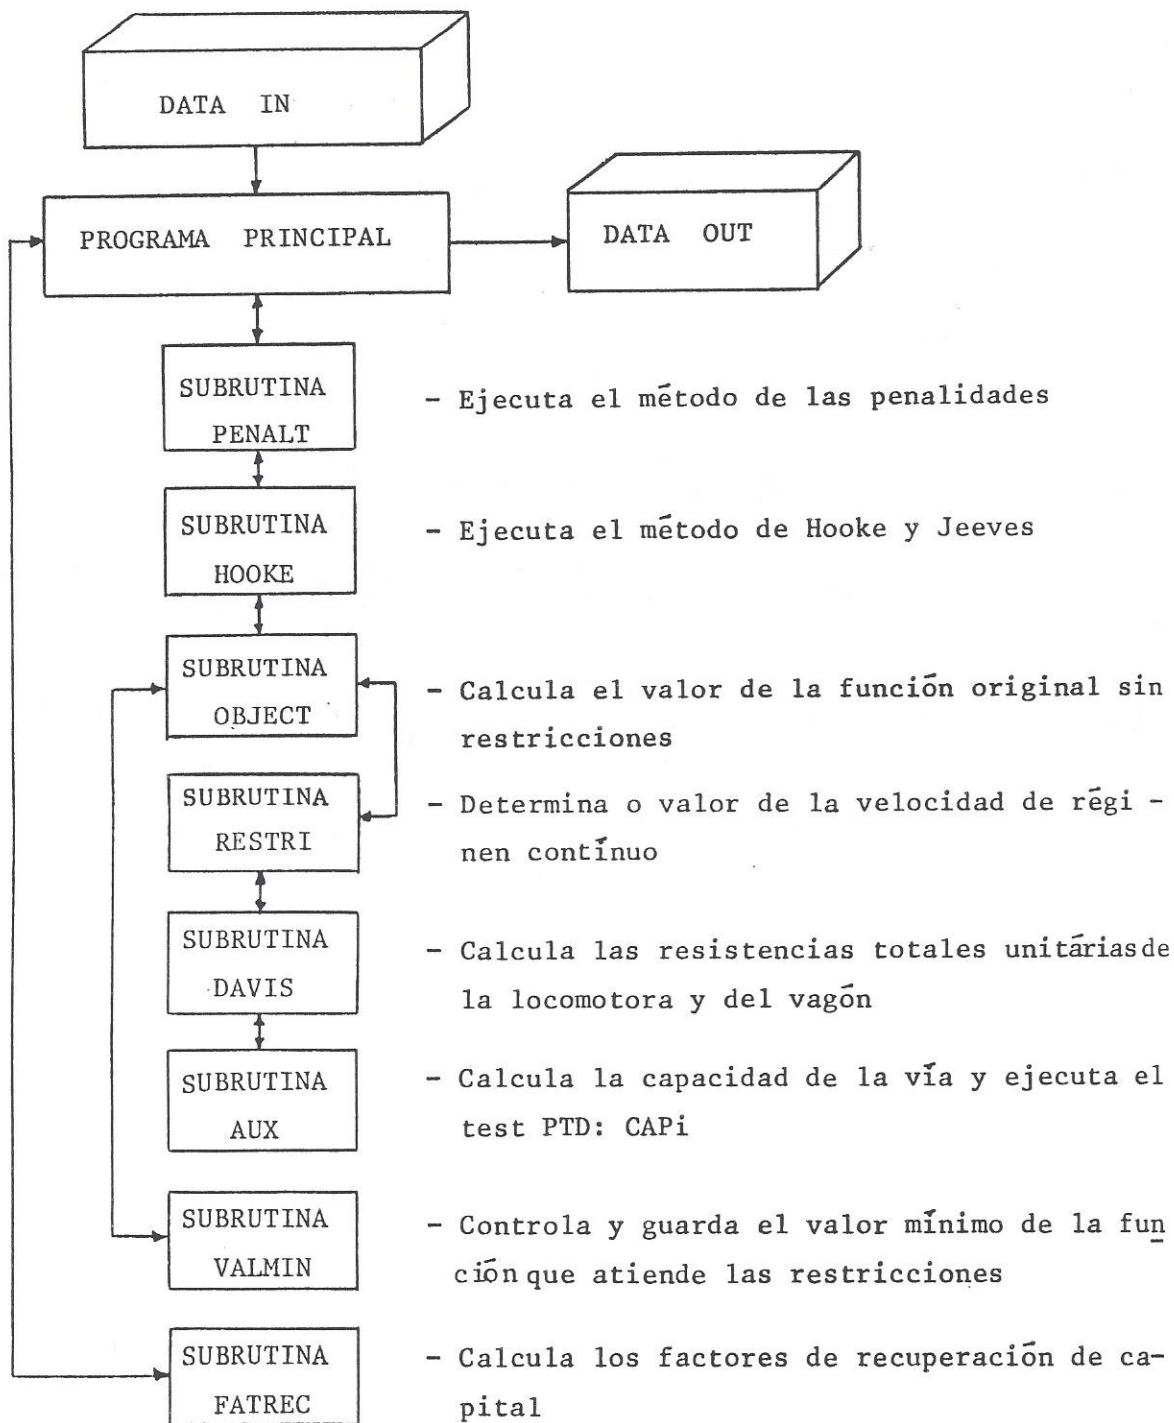 DATA IN
PROGRAMA PRINCIPAL
DATA OUT
SUBRUTINA
PENALT
- Ejecuta el método de las penalidades
SUBRUTINA
HOOKE
- Ejecuta el método de Hooke y Jeeves
SUBRUTINA
OBJECT
- Calcula el valor de la función original sin
restricciones
SUBRUTINA
RESTRI
- Determina o valor de la velocidad de régi -
nen contínuo
SUBRUTINA
DAVIS
- Calcula las resistencias totales unitárias de
la locomotora y del vagón
SUBRUTINA
AUX
- Calcula la capacidad de la vía y ejecuta el
test PTD: CAPi
SUBRUTINA
VALMIN
- Controla y guarda el valor mínimo de la fun
ción que atiende las restricciones
SUBRUTINA
FATREC
- Calcula los factores de recuperación de ca-
pital